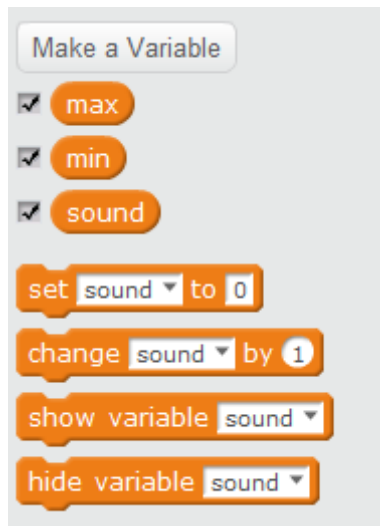 Make a Variable
max
min
sound
set sound to 0
change sound by 1
show variable sound
hide variable sound